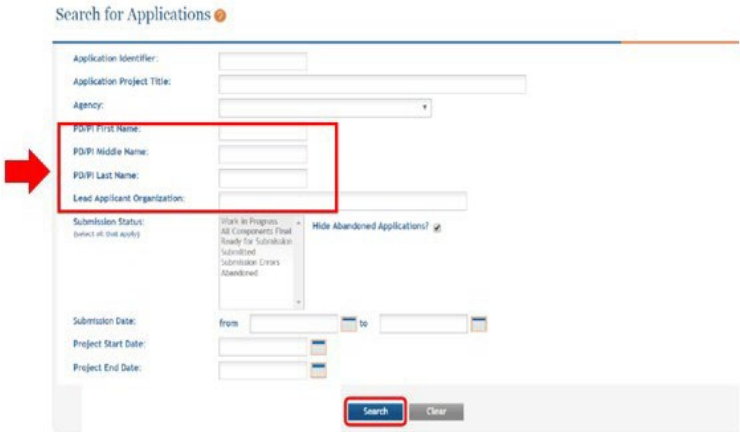 Search for Applications ?
Application Identifier:
Application Project Title:
Agency:
PD/PI First Name:
PD/PI Middle Name:
PD/PI Last Name:
Lead Applicant Organization:
Submission Status:
(select all that apply)
Work in Progress
All Components Final
Ready for Submission
Submitted
Submission Errors
Abandoned
Hide Abandoned Applications?
Submission Date: from to
Project Start Date:
Project End Date:
Search Clear